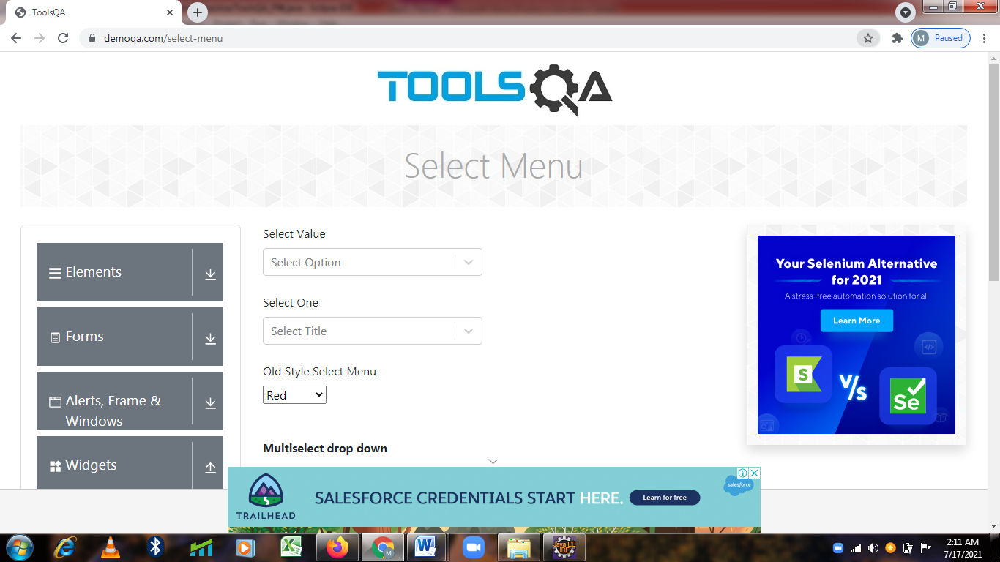 ToolsQA
demoqa.com/select-menu
M Paused
TOOLSQA
Select Menu
Elements
Forms
Alerts, Frame &
Windows
Widgets
Select Value
Select Option
Select One
Select Title
Old Style Select Menu
Red
Multiselect drop down
Your Selenium Alternative
for 2021
A stress-free automation solution for all
Learn More
S
V/s
Se
TRAILHEAD
SALESFORCE CREDENTIALS START HERE.
Learn for free
salesforce
M
W
Java EE
IDE
2:11 AM
7/17/2021